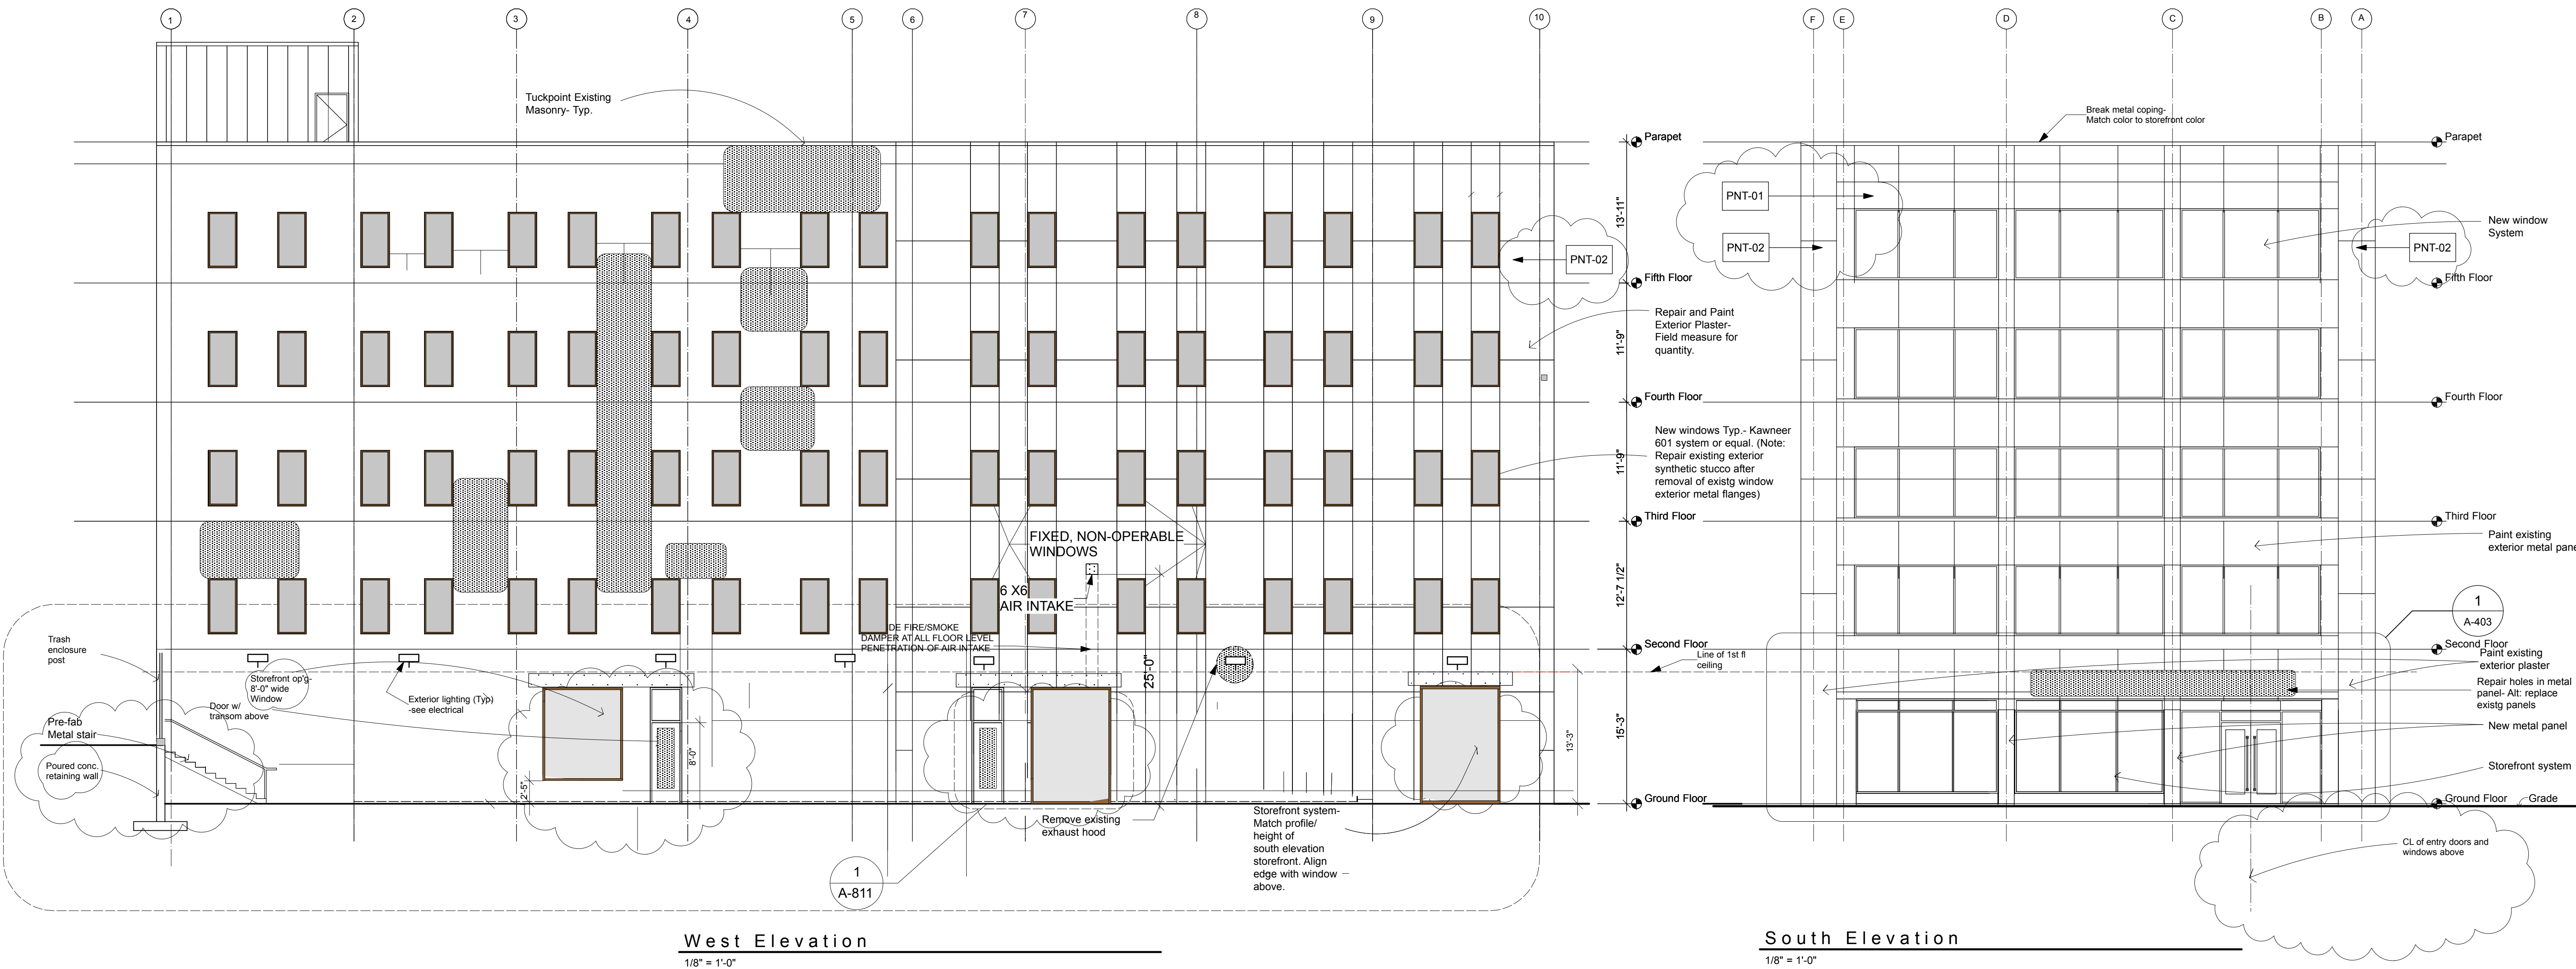 1
2
3
4
5
6
7
8
9
10
F
E
D
C
B
A
Tuckpoint Existing
Masonry- Typ.
Break metal coping-
Match color to storefront color
Parapet
Parapet
PNT-01
PNT-02
PNT-02
PNT-02
New window
System
13'-11"
Fifth Floor
Fifth Floor
Repair and Paint
Exterior Plaster-
Field measure for
quantity.
11'-9"
Fourth Floor
Fourth Floor
New windows Typ.- Kawneer
601 system or equal. (Note:
Repair existing exterior
synthetic stucco after
removal of existg window
exterior metal flanges)
11'-9"
Third Floor
Third Floor
FIXED, NON-OPERABLE
WINDOWS
Paint existing
exterior metal pane
6 X6
AIR INTAKE
12'-7 1/2"
1
A-403
DE FIRE/SMOKE
DAMPER AT ALL FLOOR LEVEL
PENETRATION OF AIR INTAKE
Trash
enclosure
post
Second Floor
Second Floor
Line of 1st fl
ceiling
Paint existing
exterior plaster
25'-0"
Storefront op'g-
8'-0" wide
Window
Exterior lighting (Typ)
-see electrical
Door w/
transom above
Repair holes in metal
panel- Alt: replace
existg panels
Pre-fab
Metal stair
New metal panel
15'-3"
13'-3"
8'-0"
2'-5"
Poured conc.
retaining wall
Storefront system
Ground Floor
Ground Floor
Grade
Remove existing
exhaust hood
Storefront system-
Match profile/
height of
south elevation
storefront. Align
edge with window
above.
CL of entry doors and
windows above
1
A-811
West Elevation
1/8" = 1'-0"
South Elevation
1/8" = 1'-0"